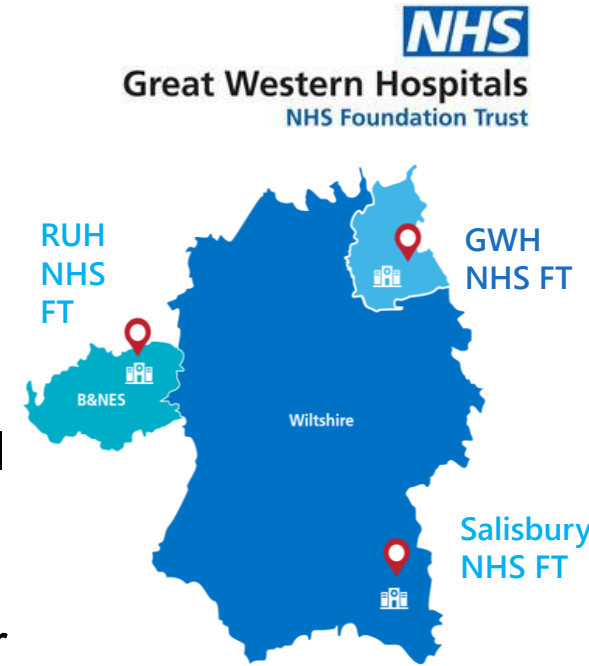 NHS
Great Western Hospitals
NHS Foundation Trust
RUH
NHS
FT
GWH
NHS FT
B&NES
Wiltshire
Salisbury
NHS FT